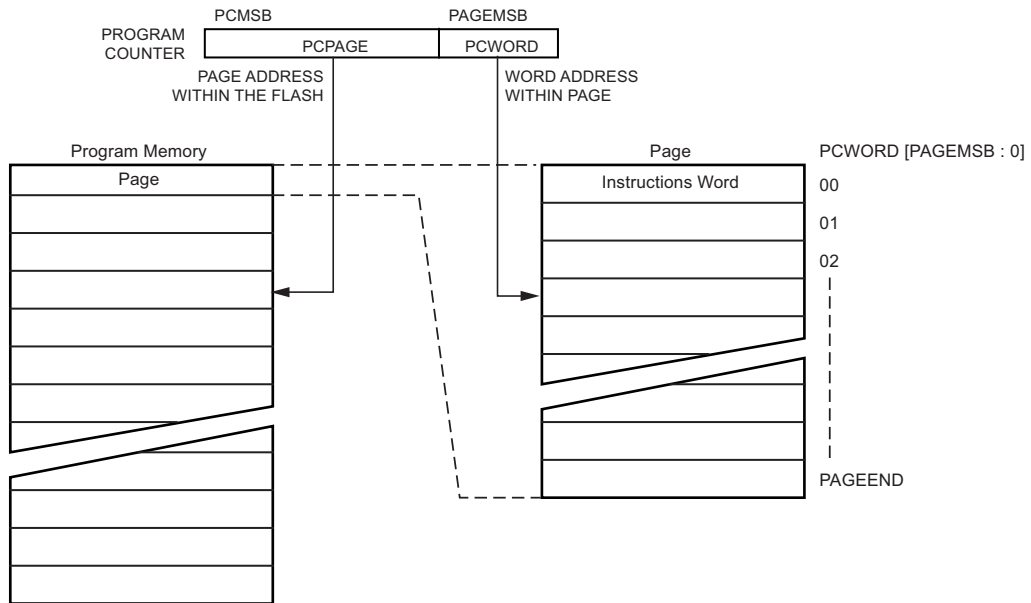 PCMSB
PAGEMSB
PROGRAM
COUNTER
PCPAGE
PCWORD
PAGE ADDRESS
WITHIN THE FLASH
WORD ADDRESS
WITHIN PAGE
Program Memory
Page
Page
PCWORD [PAGEMSB : 0]
Instructions Word
00
01
02
PAGEEND